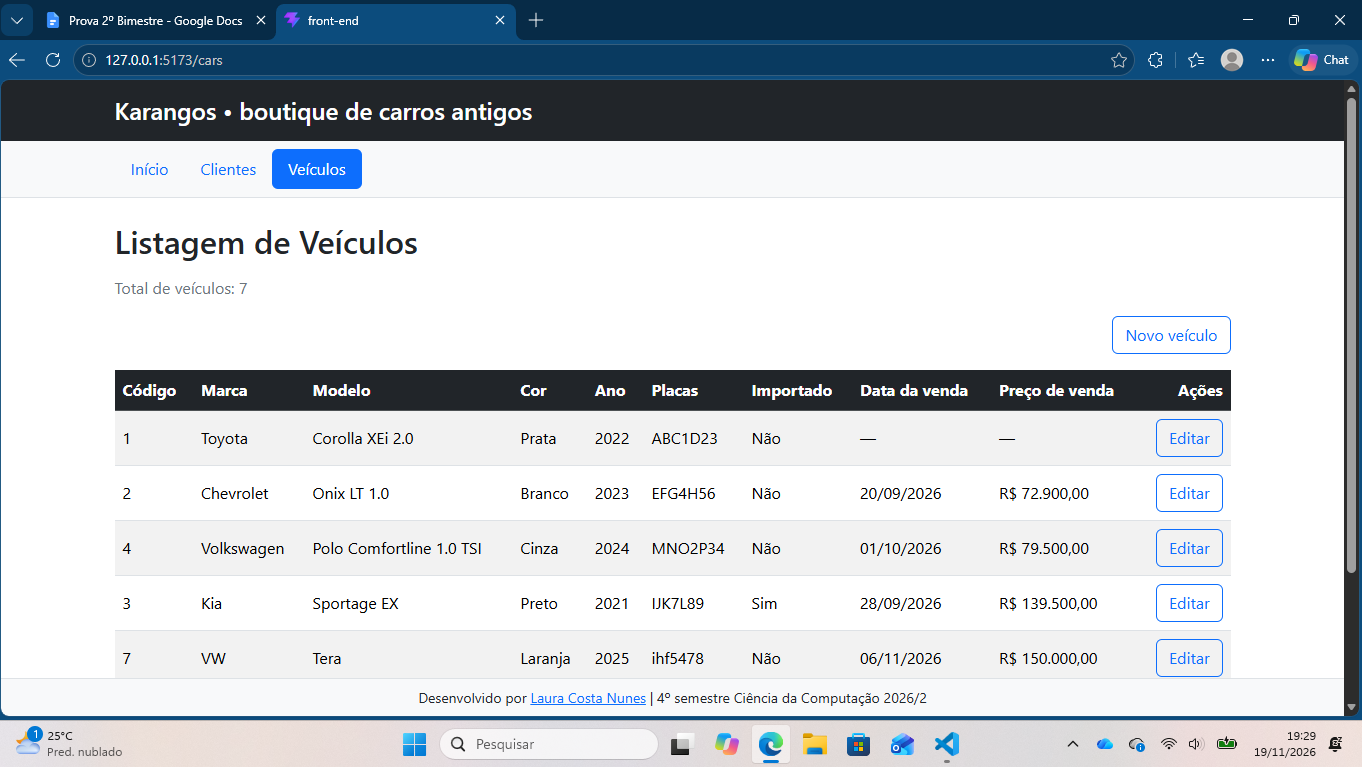 Prova 2º Bimestre - Google Docs
front-end
127.0.0.1:5173/cars
Chat
Karangos • boutique de carros antigos
Início Clientes Veículos
Listagem de Veículos
Total de veículos: 7
Novo veículo
Código Marca Modelo Cor Ano Placas Importado Data da venda Preço de venda Ações
1 Toyota Corolla XEi 2.0 Prata 2022 ABC1D23 Não — — Editar
2 Chevrolet Onix LT 1.0 Branco 2023 EFG4H56 Não 20/09/2026 R$ 72.900,00 Editar
4 Volkswagen Polo Comfortline 1.0 TSI Cinza 2024 MNO2P34 Não 01/10/2026 R$ 79.500,00 Editar
3 Kia Sportage EX Preto 2021 IJK7L89 Sim 28/09/2026 R$ 139.500,00 Editar
7 VW Tera Laranja 2025 ihf5478 Não 06/11/2026 R$ 150.000,00 Editar
Desenvolvido por Laura Costa Nunes | 4º semestre Ciência da Computação 2026/2
1
25°C
Pred. nublado
Pesquisar
19:29
19/11/2026